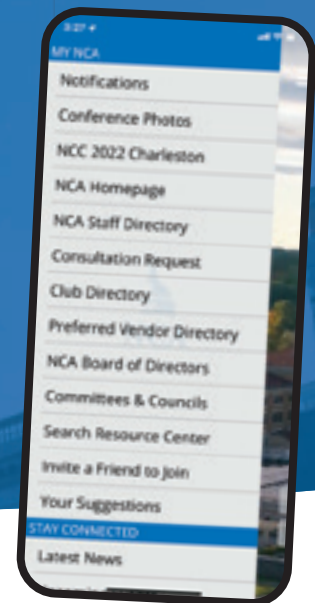 3:27
MY NCA
Notifications
Conference Photos
NCC 2022 Charleston
NCA Homepage
NCA Staff Directory
Consultation Request
Club Directory
Preferred Vendor Directory
NCA Board of Directors
Committees & Councils
Search Resource Center
Invite a Friend to Join
Your Suggestions
STAY CONNECTED
Latest News